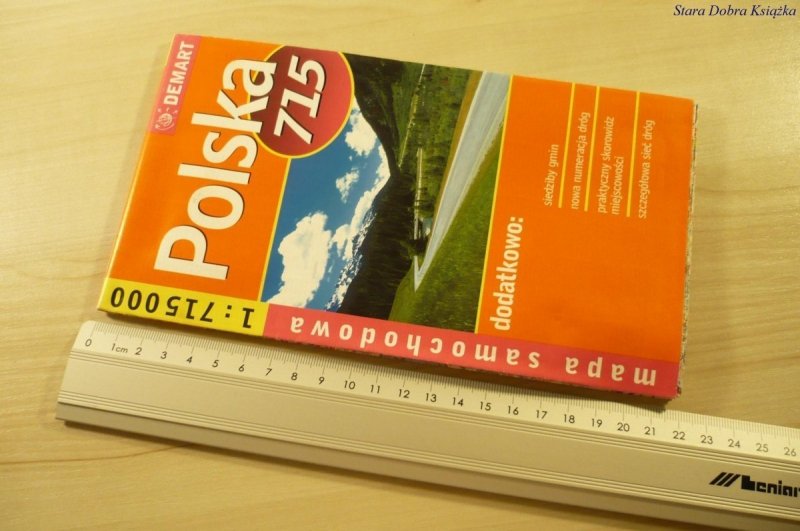 Stara Dobra Książka
DEMART
Polska
715
1:715 000
mapa samochodowa
dodatkowo:
siedziby gmin
nowa numeracja dróg
praktyczny skorowidz
miejscowości
szczegółowa sieć dróg
0 1cm 2 3 4 5 6 7 8 9 10 11 12 13 14 15 16 17 18 19 20 21 22 23 24 25 26